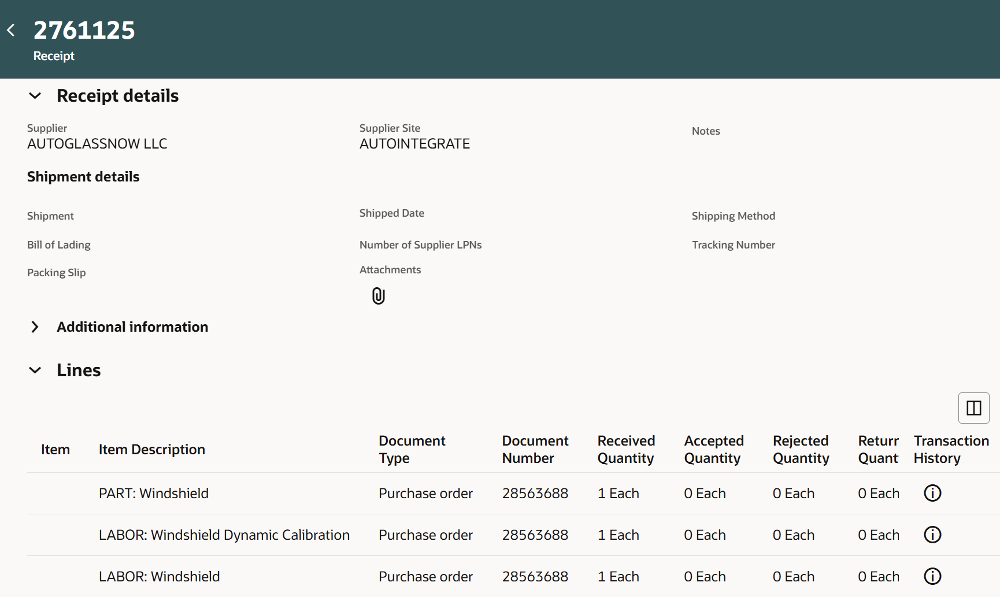 2761125
Receipt
Receipt details
Supplier
AUTOGLASSNOW LLC
Supplier Site
AUTOINTEGRATE
Notes
Shipment details
Shipment
Shipped Date
Shipping Method
Bill of Lading
Number of Supplier LPNs
Tracking Number
Packing Slip
Attachments
Additional information
Lines
Item
Item Description
Document
Type
Document
Number
Received
Quantity
Accepted
Quantity
Rejected
Quantity
Returr
Quant
Transaction
History
PART: Windshield Purchase order 28563688 1 Each 0 Each 0 Each 0 Each
LABOR: Windshield Dynamic Calibration Purchase order 28563688 1 Each 0 Each 0 Each 0 Each
LABOR: Windshield Purchase order 28563688 1 Each 0 Each 0 Each 0 Each